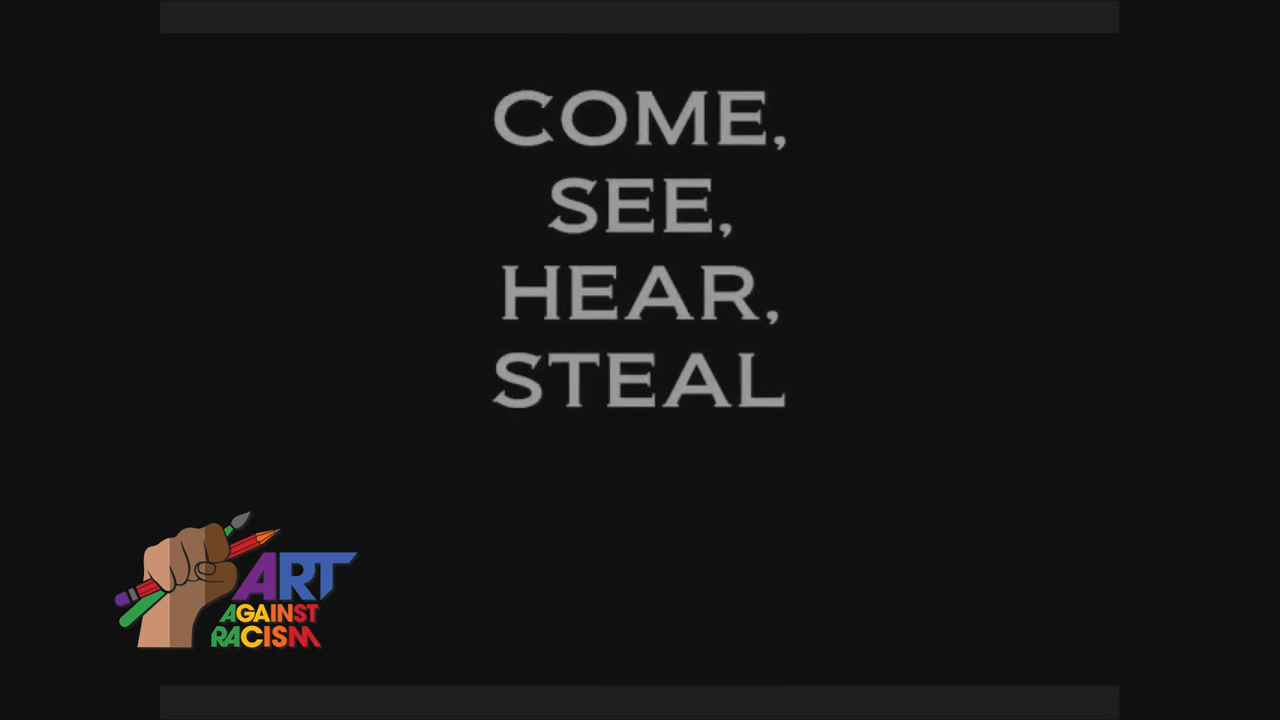 COME,
SEE,
HEAR,
STEAL
ART
AGAINST
RACISM